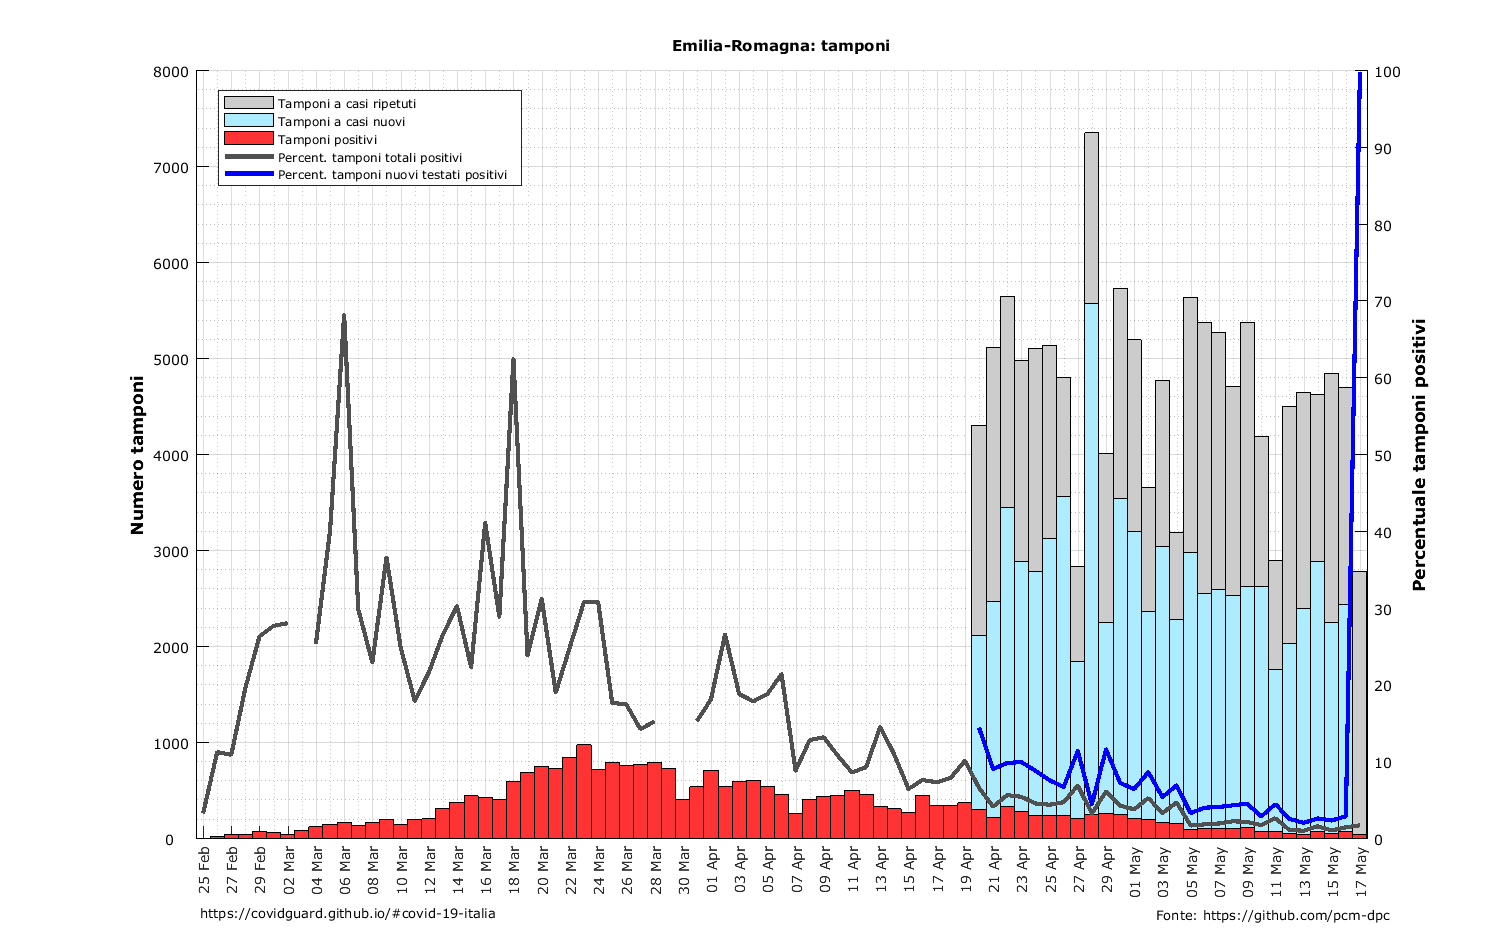 Emilia-Romagna: tamponi
Tamponi a casi ripetuti
Tamponi a casi nuovi
Tamponi positivi
Percent. tamponi totali positivi
Percent. tamponi nuovi testati positivi
Numero tamponi
8000
7000
6000
5000
4000
3000
2000
1000
0
Percentuale tamponi positivi
100
90
80
70
60
50
40
30
20
10
0
25 Feb
27 Feb
29 Feb
02 Mar
04 Mar
06 Mar
08 Mar
10 Mar
12 Mar
14 Mar
16 Mar
18 Mar
20 Mar
22 Mar
24 Mar
26 Mar
28 Mar
30 Mar
01 Apr
03 Apr
05 Apr
07 Apr
09 Apr
11 Apr
13 Apr
15 Apr
17 Apr
19 Apr
21 Apr
23 Apr
25 Apr
27 Apr
29 Apr
01 May
03 May
05 May
07 May
09 May
11 May
13 May
15 May
17 May
https://covidguard.github.io/#covid-19-italia
Fonte: https://github.com/pcm-dpc